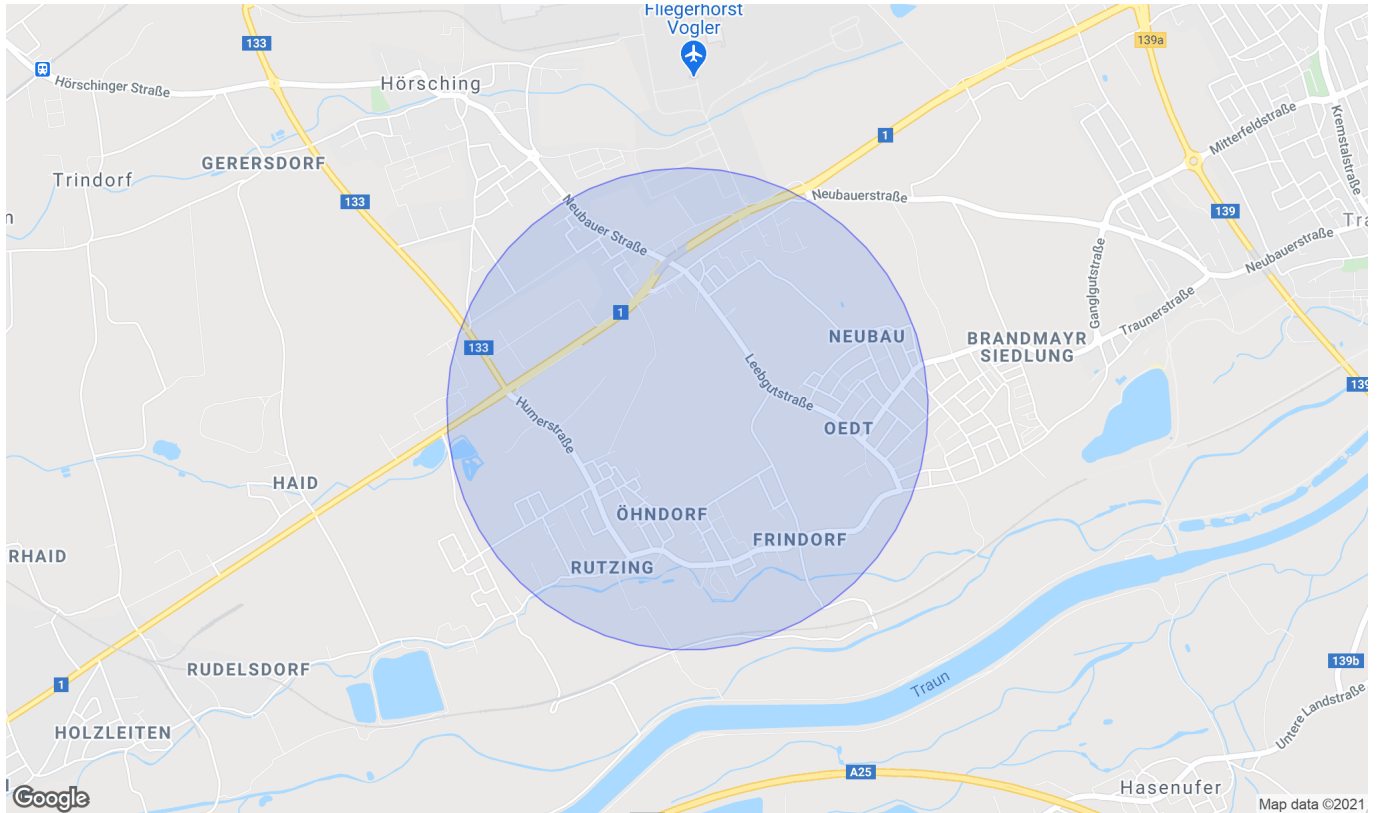 Fliegerhorst
Vogler
133
139a
Hörschinger Straße
Hörsching
Mitterfeldstraße
Kremstalstraße
1
GERERSDORF
Trindorf
133
Neubauerstraße
139
n
Neubauer Straße
Tra
Neubauerstraße
Ganglgutstraße
Traunerstraße
1
NEUBAU
BRANDMAYR
SIEDLUNG
133
Leebgutstraße
139
Humerstraße
OEDT
HAID
ÖHNDORF
FRINDORF
RHAID
RUTZING
RUDELSDORF
139b
1
Traun
Untere Landstraße
HOLZLEITEN
A25
Hasenufer
Google
Map data ©2021